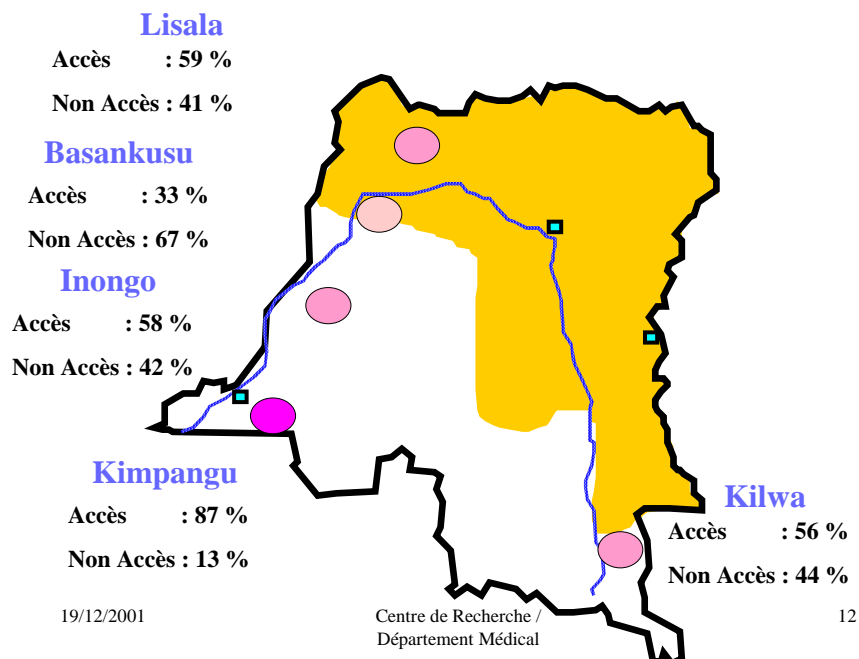 Lisala
Accès : 59 %
Non Accès : 41 %
Basankusu
Accès : 33 %
Non Accès : 67 %
Inongo
Accès : 58 %
Non Accès : 42 %
Kimpangu
Accès : 87 %
Non Accès : 13 %
Kilwa
Accès : 56 %
Non Accès : 44 %
19/12/2001
Centre de Recherche /
Département Médical
12